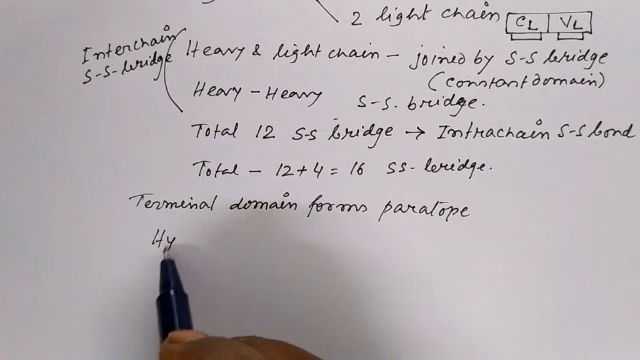 2 light chain CL VL
Interchain
S-S-bridge
Heavy & light chain - joined by S-S bridge
(constant domain)
Heavy - Heavy S-S. bridge.
Total 12 S-S bridge → Intrachain S-S bond
Total - 12 + 4 = 16 SS-bridge.
Terminal domain forms paratope
Hy